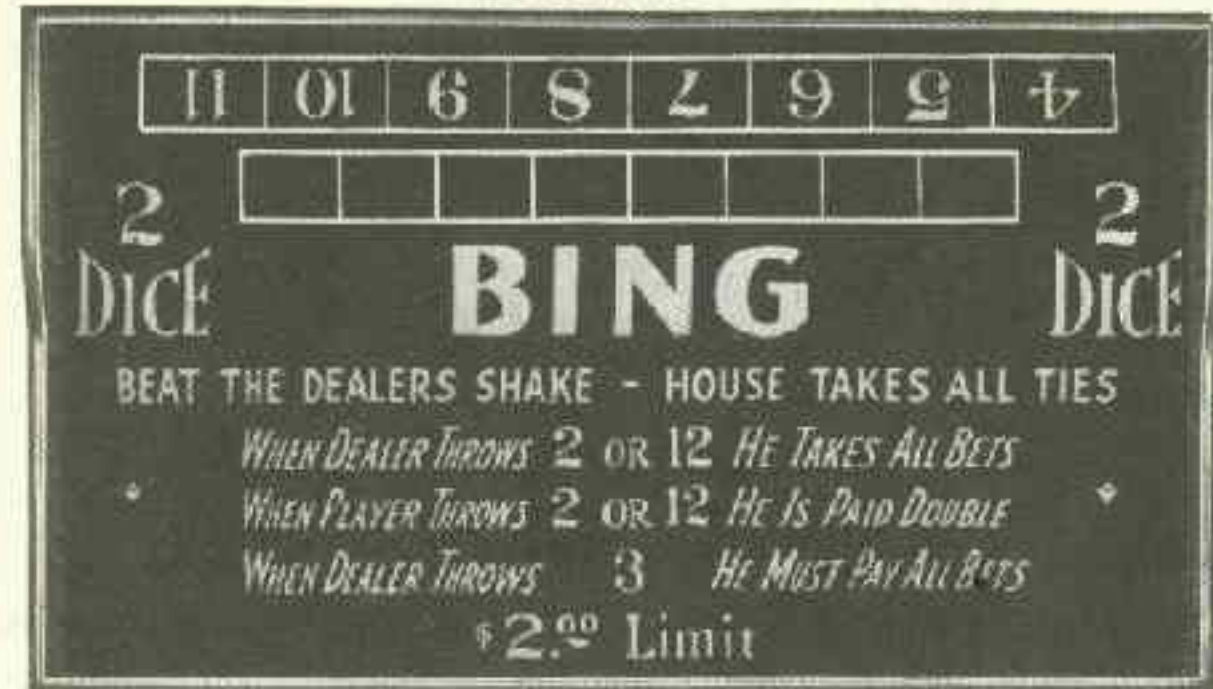 11 10 9 8 7 6 5 4
2 DICE
2 DICE
BING
BEAT THE DEALERS SHAKE - HOUSE TAKES ALL TIES
WHEN DEALER THROWS 2 OR 12 HE TAKES ALL BETS
WHEN PLAYER THROWS 2 OR 12 HE IS PAID DOUBLE
WHEN DEALER THROWS 3 HE MUST PAY ALL BETS
$2.00 Limit